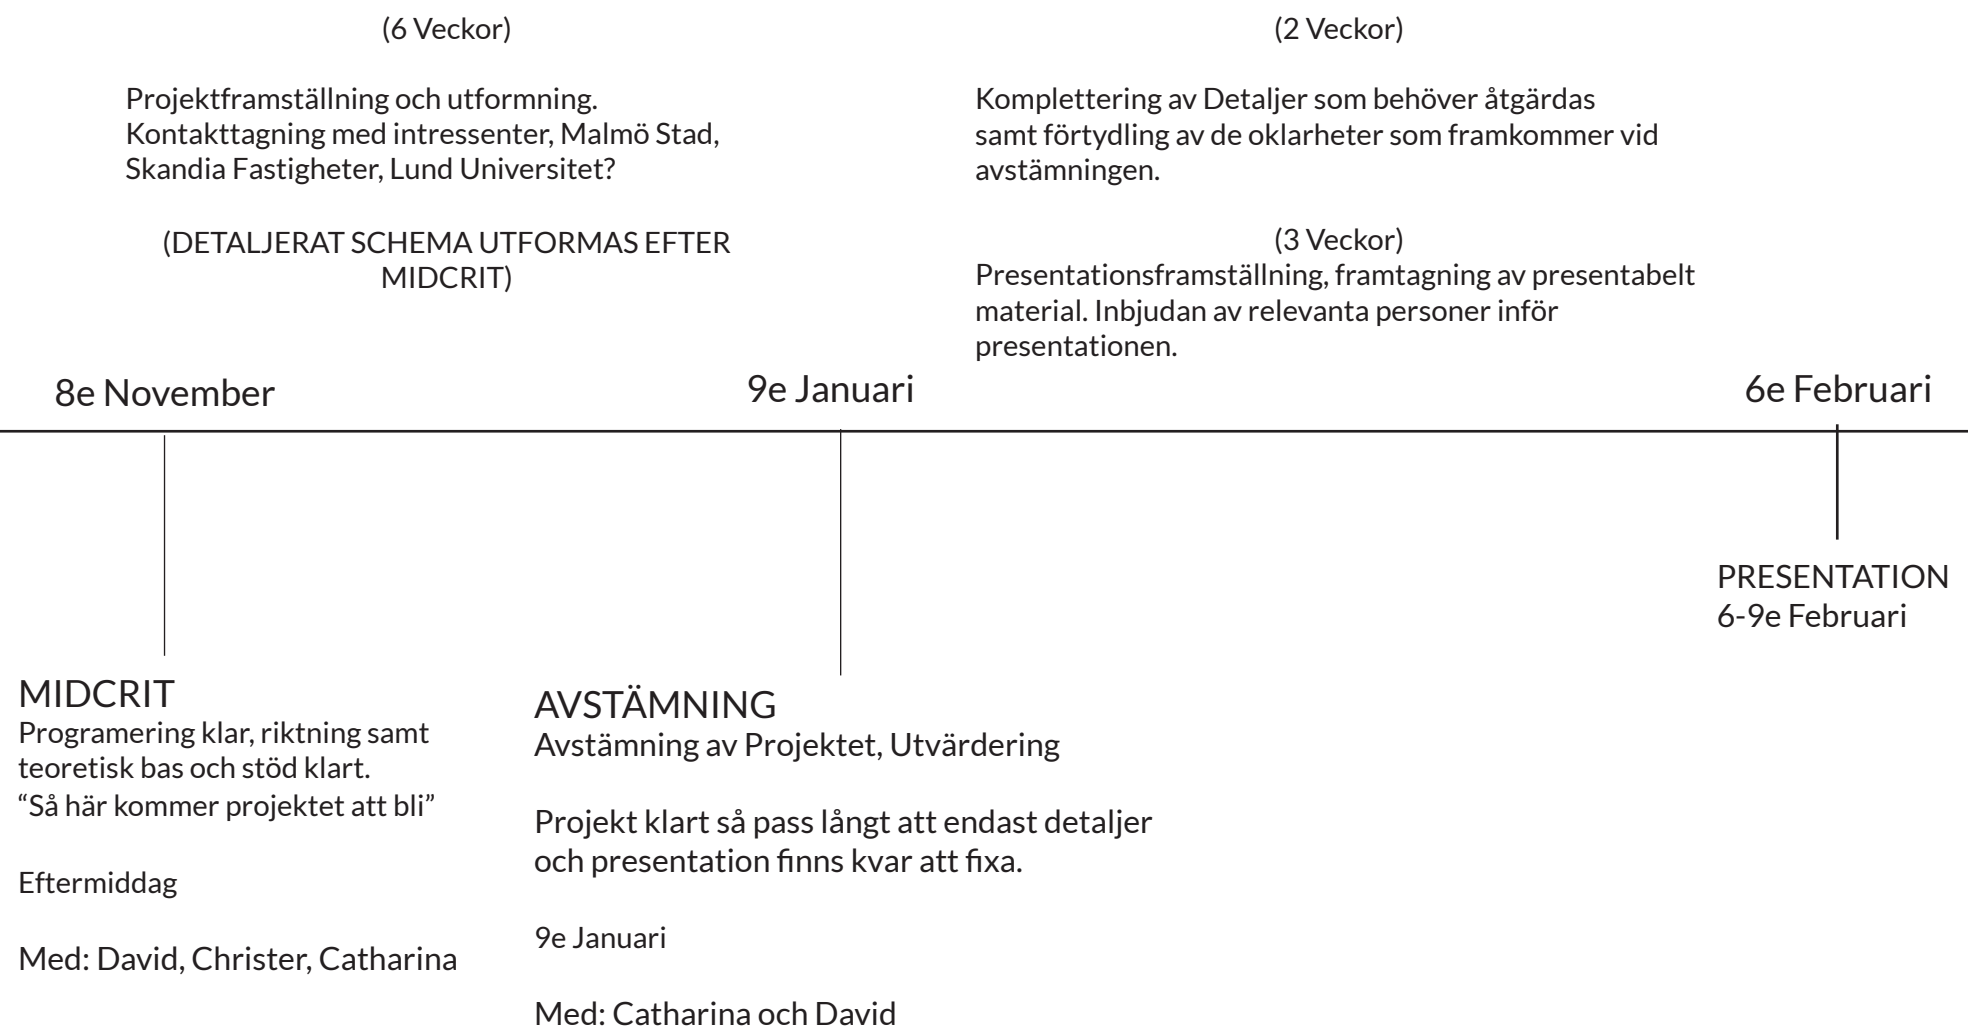 (6 Veckor)
Projektframställning och utformning.
Kontakttagning med intressenter, Malmö Stad,
Skandia Fastigheter, Lund Universitet?
(DETALJERAT SCHEMA UTFORMAS EFTER
MIDCRIT)
(2 Veckor)
Komplettering av Detaljer som behöver åtgärdas
samt förtydling av de oklarheter som framkommer vid
avstämningen.
(3 Veckor)
Presentationsframställning, framtagning av presentabelt
material. Inbjudan av relevanta personer inför
presentationen.
8e November
9e Januari
6e Februari
MIDCRIT
Programering klar, riktning samt
teoretisk bas och stöd klart.
“Så här kommer projektet att bli”
Eftermiddag
Med: David, Christer, Catharina
AVSTÄMNING
Avstämning av Projektet, Utvärdering
Projekt klart så pass långt att endast detaljer
och presentation finns kvar att fixa.
9e Januari
Med: Catharina och David
PRESENTATION
6-9e Februari